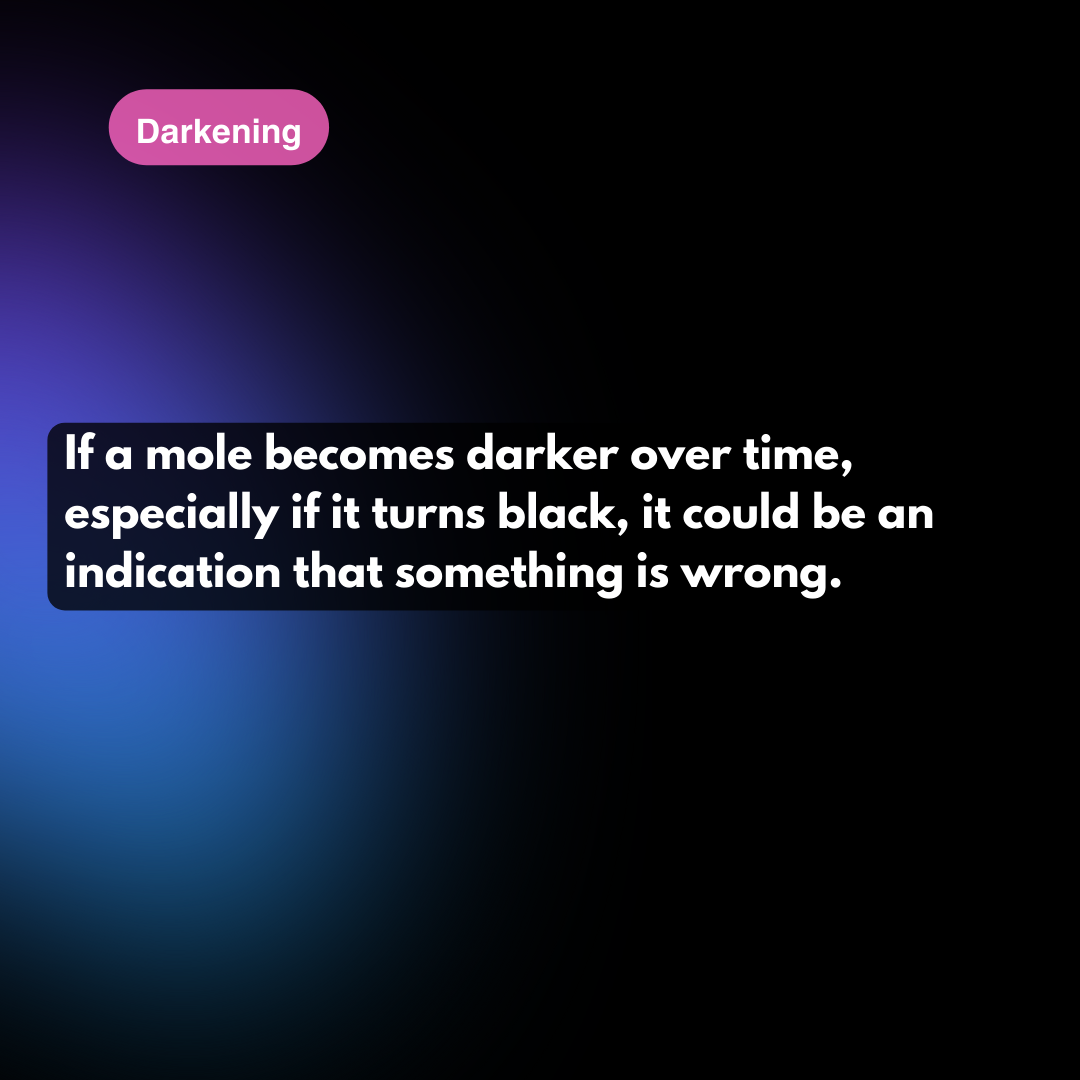 Darkening
If a mole becomes darker over time,
especially if it turns black, it could be an
indication that something is wrong.